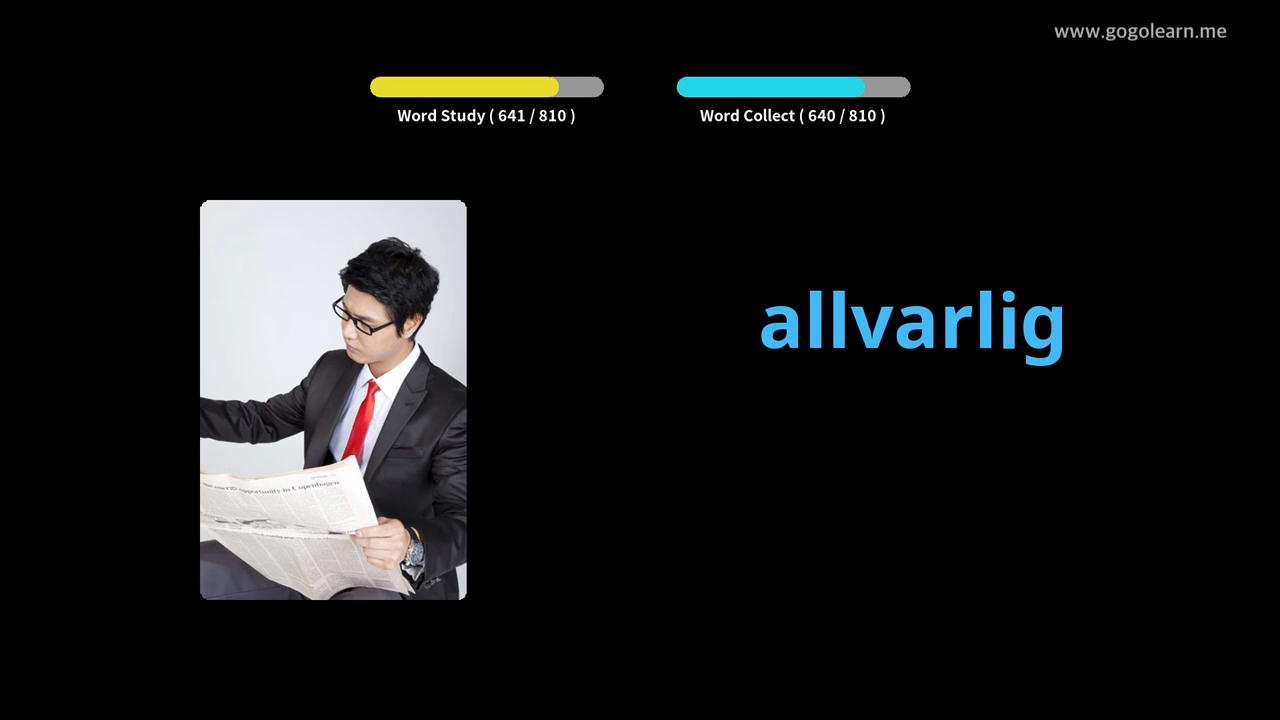 www.gogolearn.me
Word Study ( 641 / 810 )
Word Collect ( 640 / 810 )
allvarlig
opportunity in Copenhagen